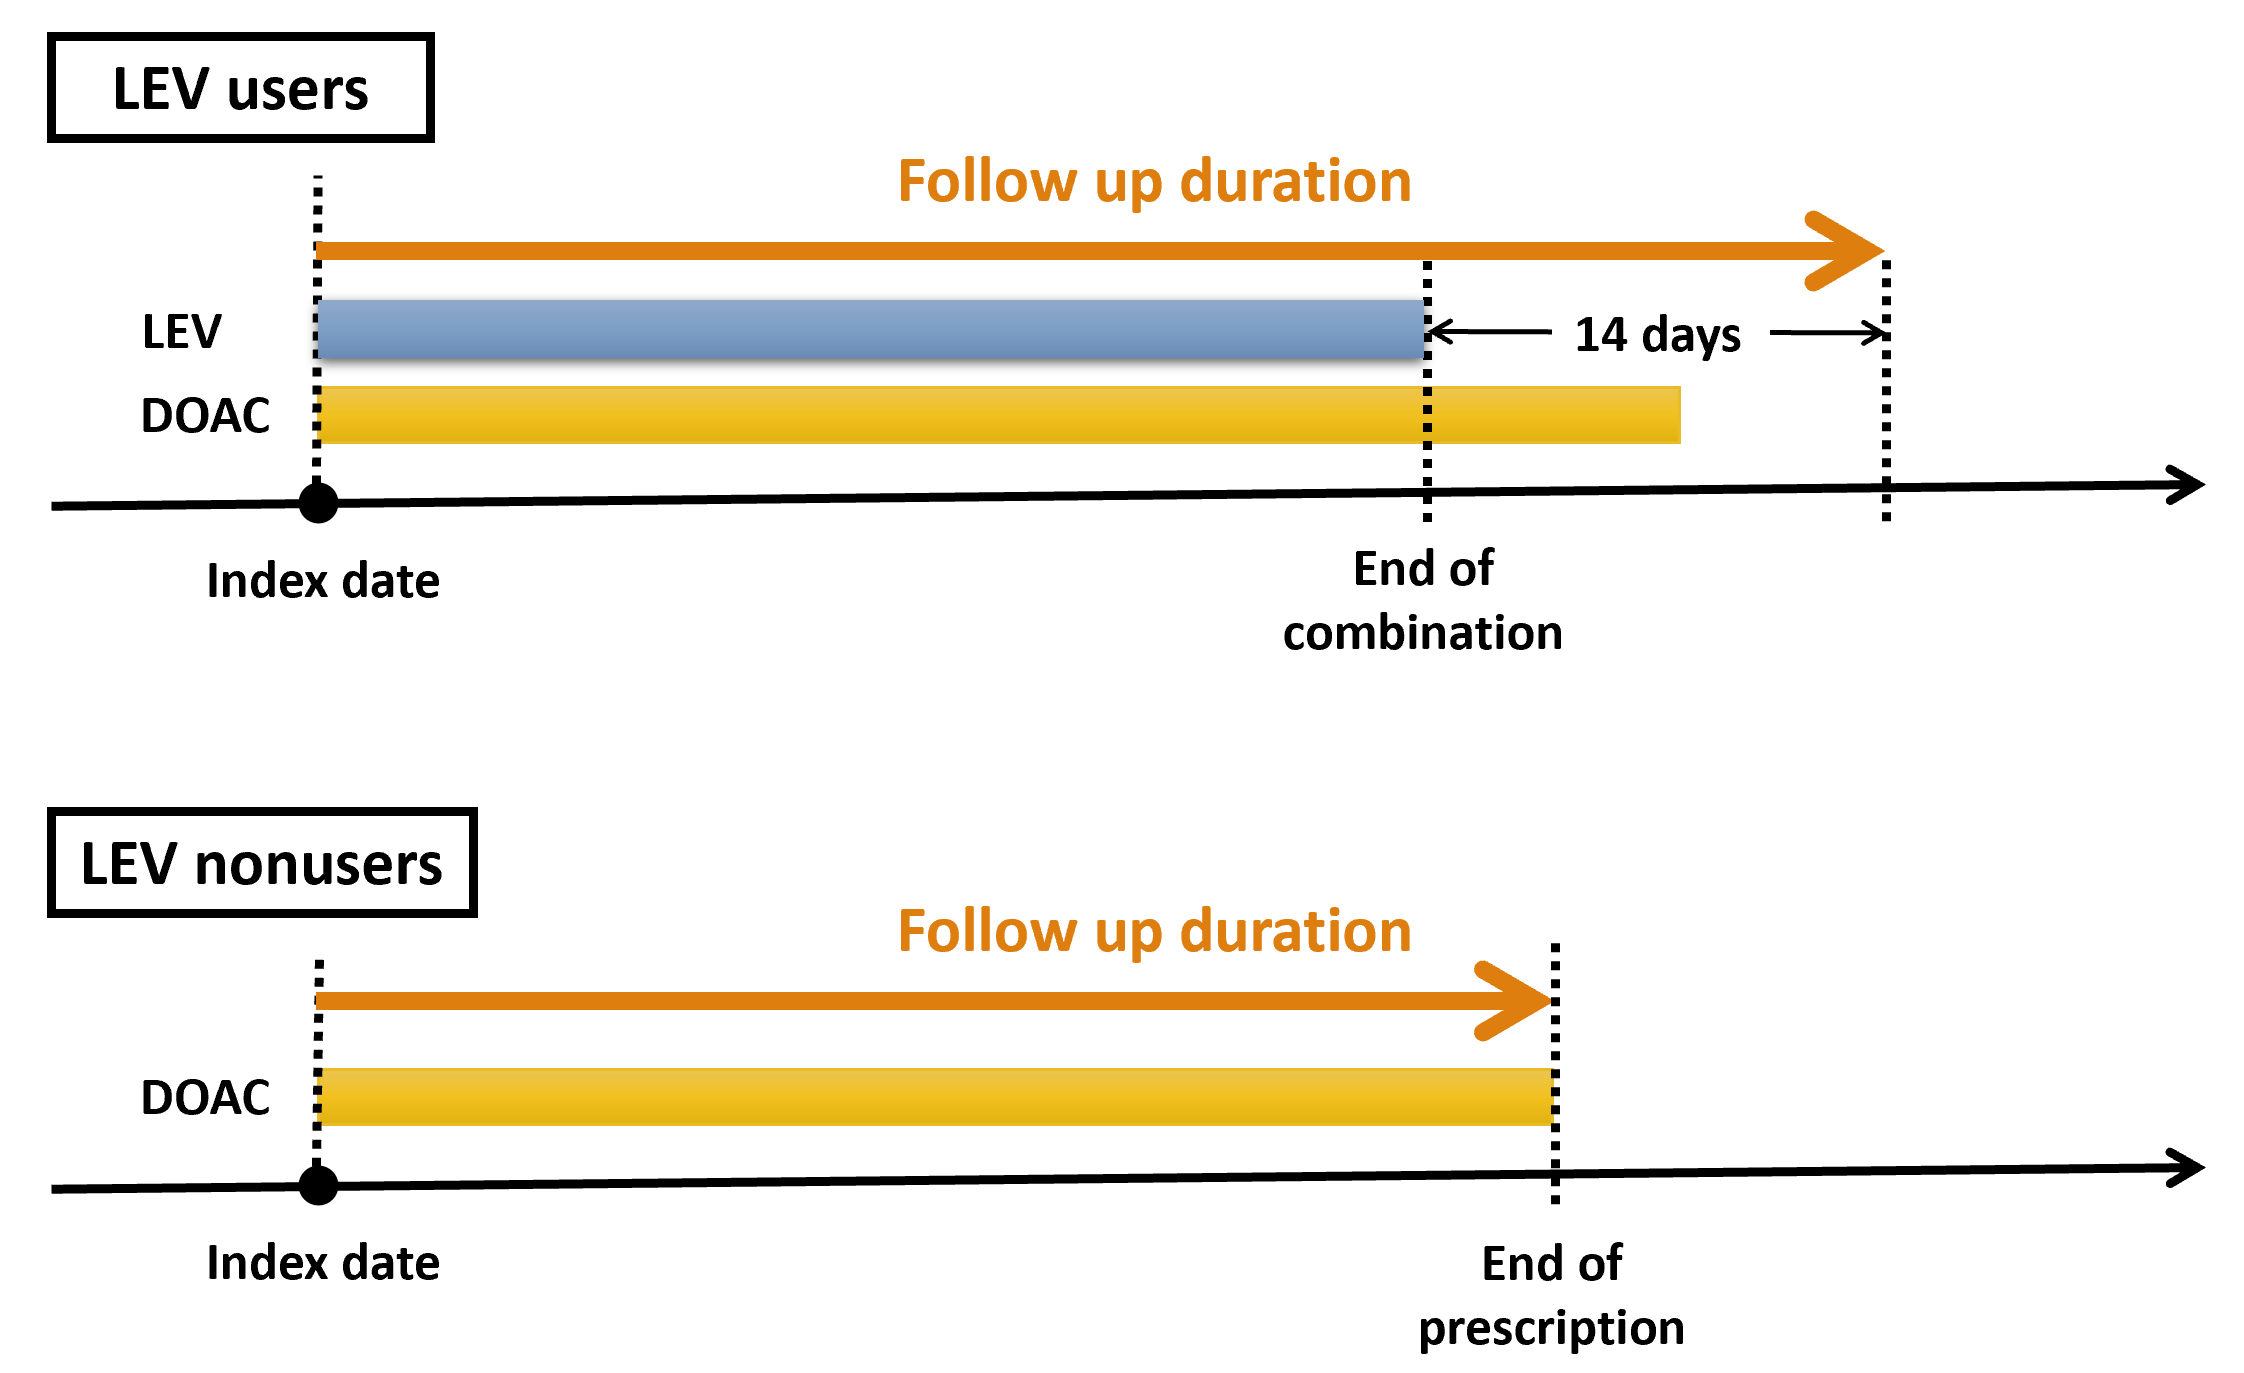 LEV users
Follow up duration
LEV
14 days
DOAC
Index date
End of
combination
LEV nonusers
Follow up duration
DOAC
Index date
End of
prescription